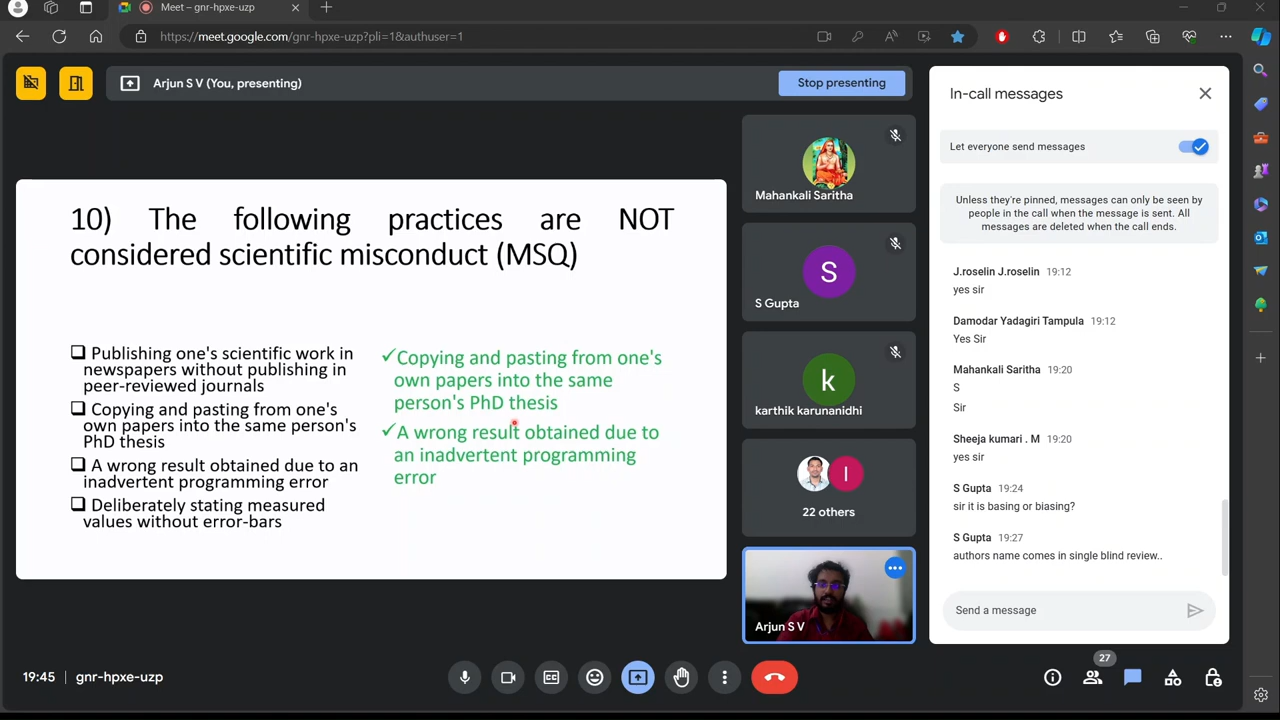 Meet – gnr-hpxe-uzp
https://meet.google.com/gnr-hpxe-uzp?pli=1&authuser=1
Arjun S V (You, presenting)
Stop presenting
10) The following practices are NOT
considered scientific misconduct (MSQ)
Publishing one's scientific work in
newspapers without publishing in
peer-reviewed journals
Copying and pasting from one's
own papers into the same person's
PhD thesis
A wrong result obtained due to an
inadvertent programming error
Deliberately stating measured
values without error-bars
✓Copying and pasting from one's
own papers into the same
person's PhD thesis
✓A wrong result obtained due to
an inadvertent programming
error
Mahankali Saritha
S
S Gupta
k
karthik karunanidhi
I
22 others
Arjun S V
In-call messages
Let everyone send messages
Unless they're pinned, messages can only be seen by
people in the call when the message is sent. All
messages are deleted when the call ends.
J.roselin J.roselin 19:12
yes sir
Damodar Yadagiri Tampula 19:12
Yes Sir
Mahankali Saritha 19:20
S
Sir
Sheeja kumari . M 19:20
yes sir
S Gupta 19:24
sir it is basing or biasing?
S Gupta 19:27
authors name comes in single blind review..
Send a message
19:45 | gnr-hpxe-uzp
27